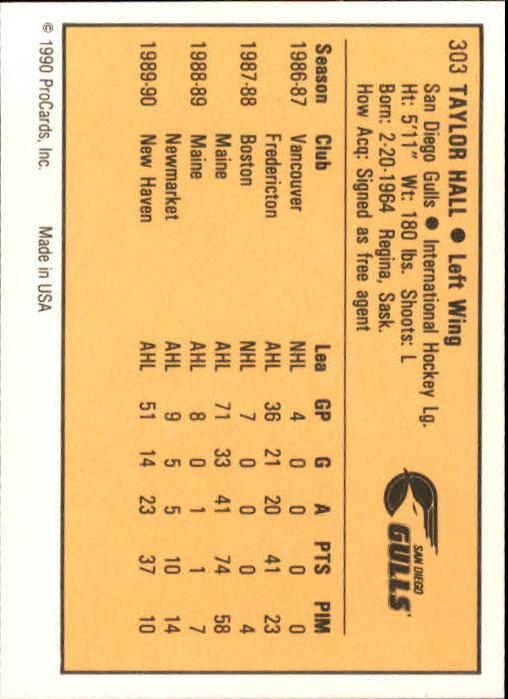 303 TAYLOR HALL ● Left Wing
San Diego Gulls ● International Hockey Lg.
Ht: 5'11" Wt: 180 lbs. Shoots: L
Born: 2-20-1964 Regina, Sask.
How Acq: Signed as free agent
SAN DIEGO
GULLS
Season Club Lea GP G A PTS PIM
1986-87 Vancouver NHL 4 0 0 0 0
Fredericton AHL 36 21 20 41 23
1987-88 Boston NHL 7 0 0 0 4
Maine AHL 71 33 41 74 58
1988-89 Maine AHL 8 0 1 1 7
Newmarket AHL 9 5 5 10 14
1989-90 New Haven AHL 51 14 23 37 10
© 1990 ProCards, Inc. Made in USA